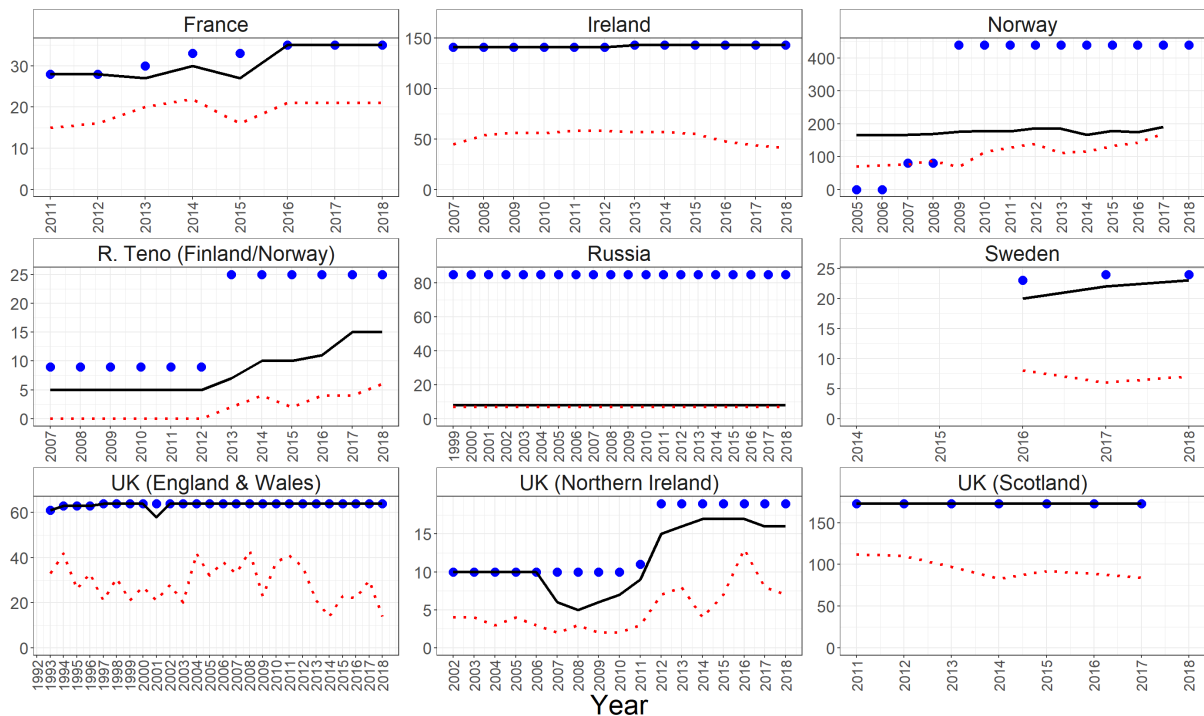 France
30
20
10
0
2011 2012 2013 2014 2015 2016 2017 2018
Ireland
150
100
50
0
2007 2008 2009 2010 2011 2012 2013 2014 2015 2016 2017 2018
Norway
400
300
200
100
0
2005 2006 2007 2008 2009 2010 2011 2012 2013 2014 2015 2016 2017 2018
R. Teno (Finland/Norway)
25
20
15
10
5
0
2007 2008 2009 2010 2011 2012 2013 2014 2015 2016 2017 2018
Russia
80
60
40
20
0
1999 2000 2001 2002 2003 2004 2005 2006 2007 2008 2009 2010 2011 2012 2013 2014 2015 2016 2017 2018
Sweden
25
20
15
10
5
0
2014 2015 2016 2017 2018
UK (England & Wales)
60
40
20
0
1992 1993 1994 1995 1996 1997 1998 1999 2000 2001 2002 2003 2004 2005 2006 2007 2008 2009 2010 2011 2012 2013 2014 2015 2016 2017 2018
UK (Northern Ireland)
15
10
5
0
2002 2003 2004 2005 2006 2007 2008 2009 2010 2011 2012 2013 2014 2015 2016 2017 2018
UK (Scotland)
150
100
50
0
2011 2012 2013 2014 2015 2016 2017 2018
Year